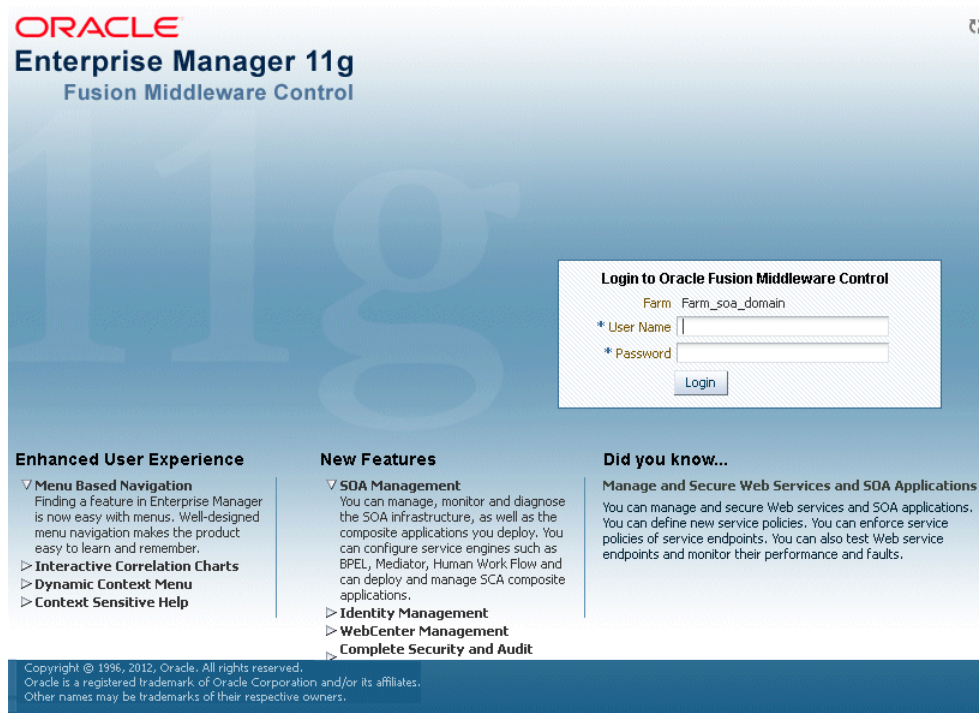 ORACLE
Enterprise Manager 11g
Fusion Middleware Control
11g
Login to Oracle Fusion Middleware Control
Farm Farm_soa_domain
* User Name
* Password
Login
Enhanced User Experience
Menu Based Navigation
Finding a feature in Enterprise Manager
is now easy with menus. Well-designed
menu navigation makes the product
easy to learn and remember.
Interactive Correlation Charts
Dynamic Context Menu
Context Sensitive Help
New Features
SOA Management
You can manage, monitor and diagnose
the SOA infrastructure, as well as the
composite applications you deploy. You
can configure service engines such as
BPEL, Mediator, Human Work Flow and
can deploy and manage SCA composite
applications.
Identity Management
WebCenter Management
Complete Security and Audit
Did you know...
Manage and Secure Web Services and SOA Applications
You can manage and secure Web services and SOA applications.
You can define new service policies. You can enforce service
policies of service endpoints. You can also test Web service
endpoints and monitor their performance and faults.
Copyright © 1996, 2012, Oracle. All rights reserved.
Oracle is a registered trademark of Oracle Corporation and/or its affiliates.
Other names may be trademarks of their respective owners.